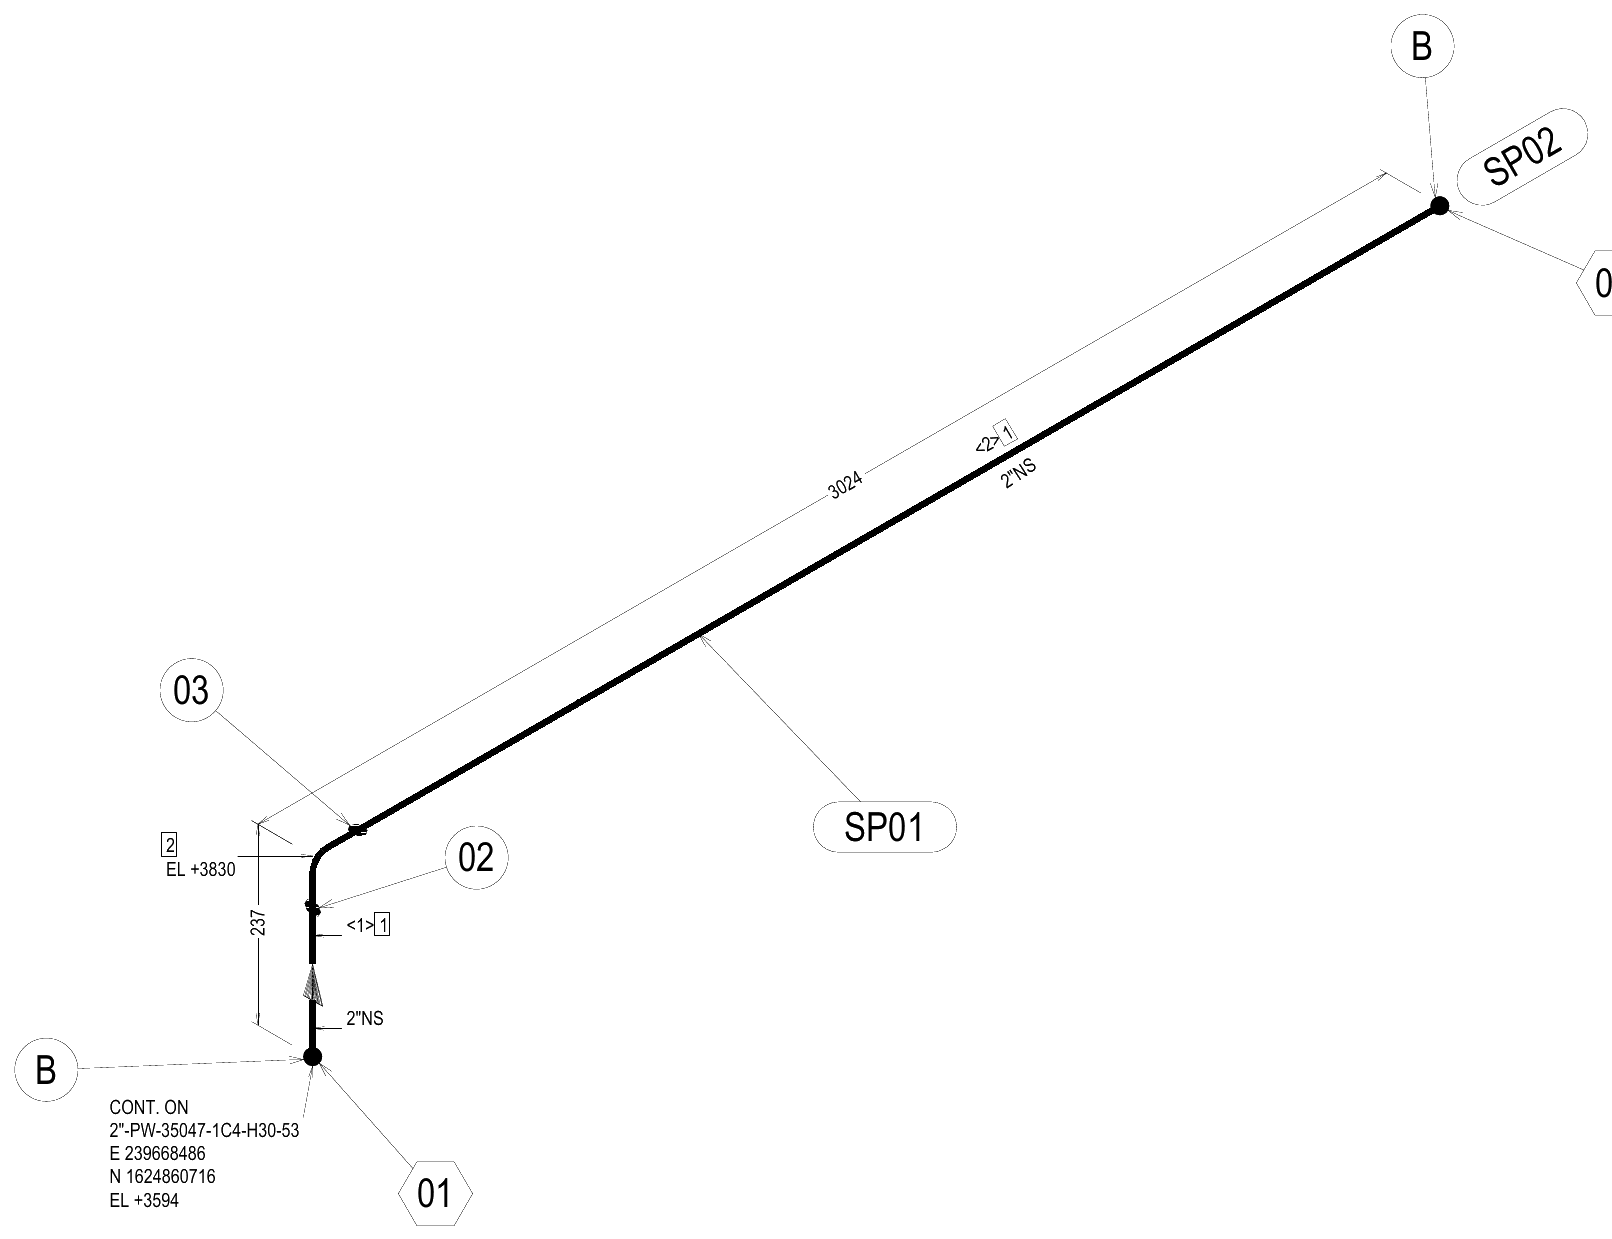 B
SP02
0
<2> 1
2"NS
3024
03
SP01
2
EL +3830
02
237
<1> 1
2"NS
B
CONT. ON
2"-PW-35047-1C4-H30-53
E 239668486
N 1624860716
EL +3594
01